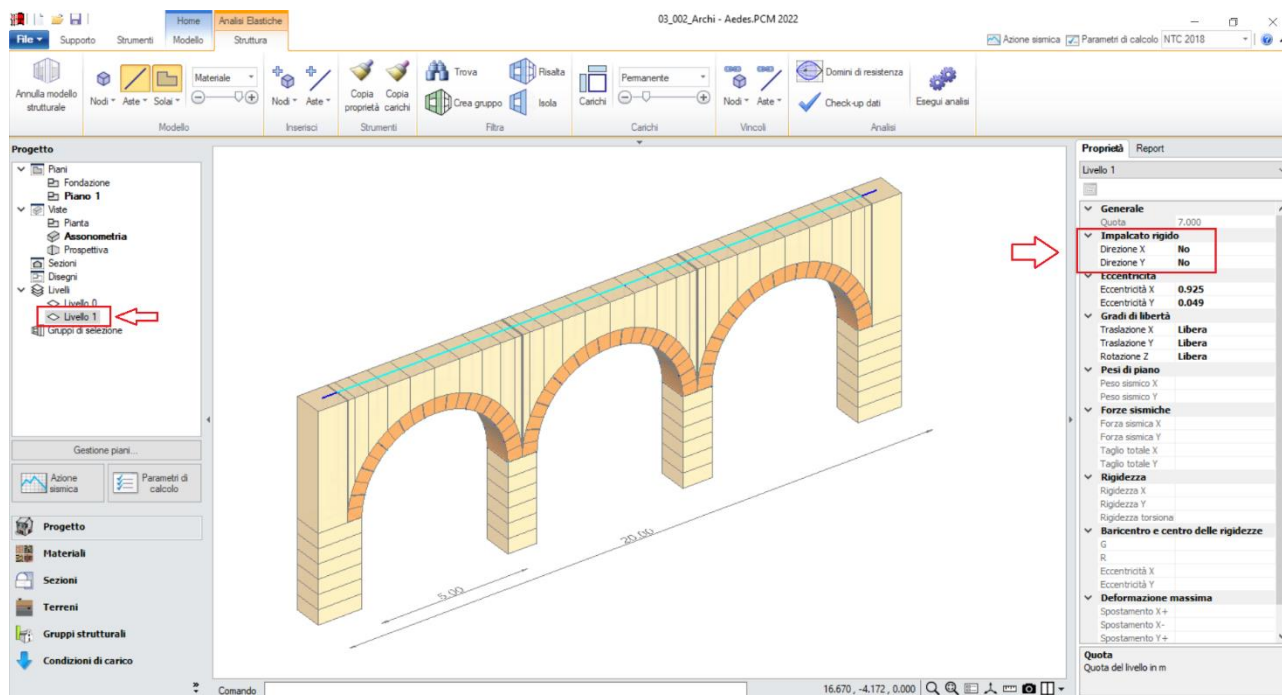 Home
Analisi Elastiche
03_002_Archi - Aedes.PCM 2022
File
Supporto
Strumenti
Modello
Struttura
Azione sismica
Parametri di calcolo
NTC 2018
Annulla modello strutturale
Nodi
Aste
Solai
Materiale
Modello
Nodi
Aste
Inserisci
Copia proprietà
Copia carichi
Strumenti
Trova
Risalta
Crea gruppo
Isola
Filtra
Carichi
Permanente
Carichi
Nodi
Aste
Vincoli
Domini di resistenza
Check-up dati
Esegui analisi
Analisi
Progetto
Piani
Fondazione
Piano 1
Viste
Pianta
Assonometria
Prospettiva
Sezioni
Disegni
Livelli
Livello 0
Livello 1
Gruppi di selezione
Gestione piani...
Azione sismica
Parametri di calcolo
Progetto
Materiali
Sezioni
Terreni
Gruppi strutturali
Condizioni di carico
5.00
20.00
Comando
16.670 , -4.172 , 0.000
Proprietà
Report
Livello 1
Generale
Quota 7.000
Impalcato rigido
Direzione X No
Direzione Y No
Eccentricità
Eccentricità X 0.925
Eccentricità Y 0.049
Gradi di libertà
Traslazione X Libera
Traslazione Y Libera
Rotazione Z Libera
Pesi di piano
Peso sismico X
Peso sismico Y
Forze sismiche
Forza sismica X
Forza sismica Y
Taglio totale X
Taglio totale Y
Rigidezza
Rigidezza X
Rigidezza Y
Rigidezza torsiona
Baricentro e centro delle rigidezze
G
R
Eccentricità X
Eccentricità Y
Deformazione massima
Spostamento X+
Spostamento X-
Spostamento Y+
Quota
Quota del livello in m